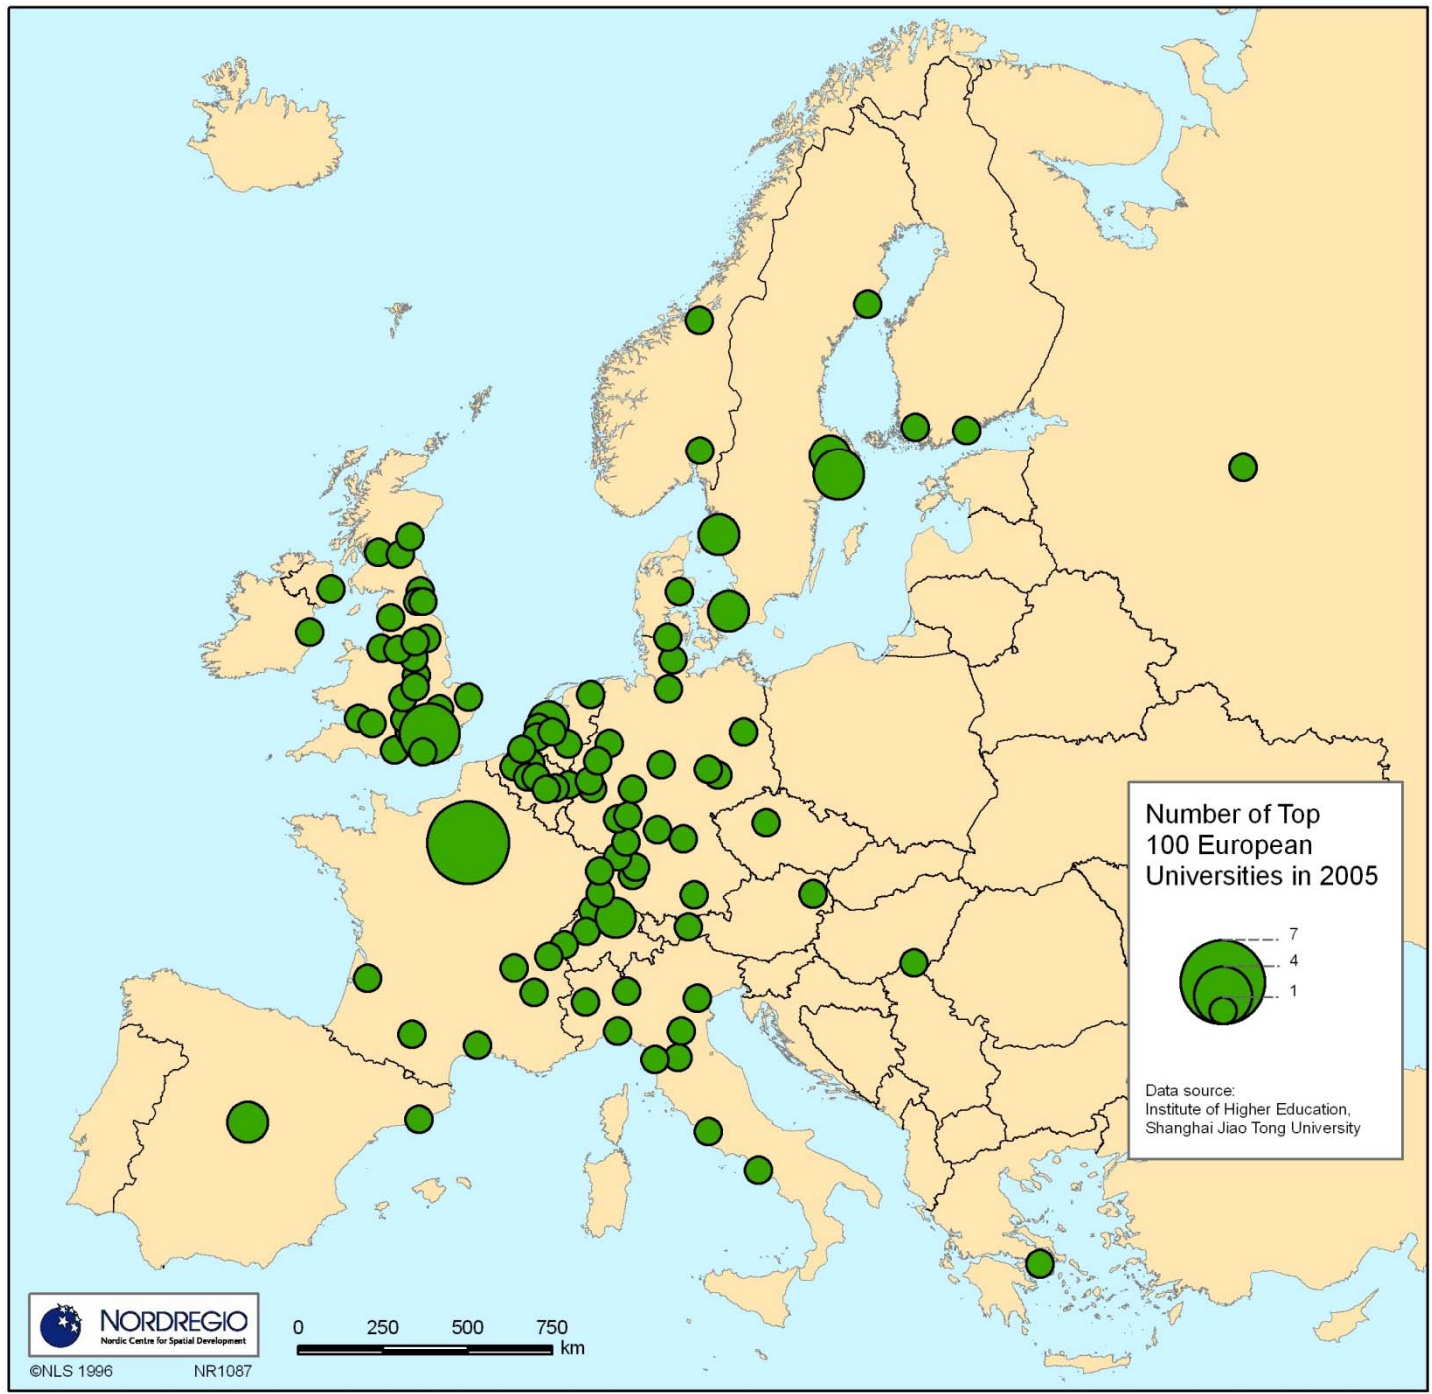 Number of Top
100 European
Universities in 2005
7
4
1
Data source:
Institute of Higher Education,
Shanghai Jiao Tong University
NORDREGIO
Nordic Centre for Spatial Development
0 250 500 750
km
©NLS 1996 NR1087